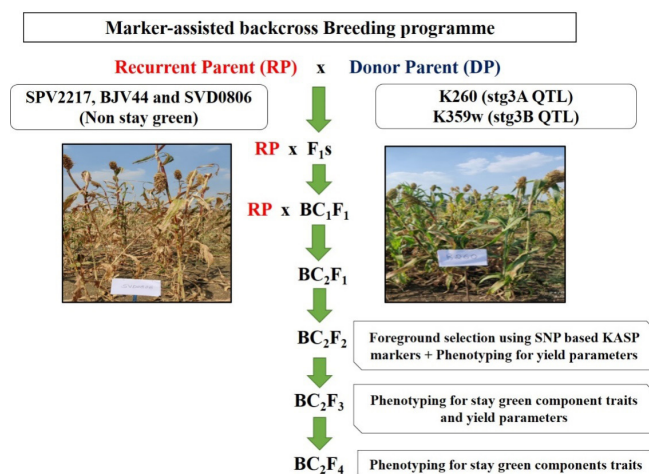 Marker-assisted backcross Breeding programme
Recurrent Parent (RP) x Donor Parent (DP)
SPV2217, BJV44 and SVD0806
(Non stay green)
K260 (stg3A QTL)
K359w (stg3B QTL)
RP x F₁s
RP x BC₁F₁
BC₂F₁
BC₂F₂
Foreground selection using SNP based KASP
markers + Phenotyping for yield parameters
BC₂F₃
Phenotyping for stay green component traits
and yield parameters
BC₂F₄
Phenotyping for stay green components traits